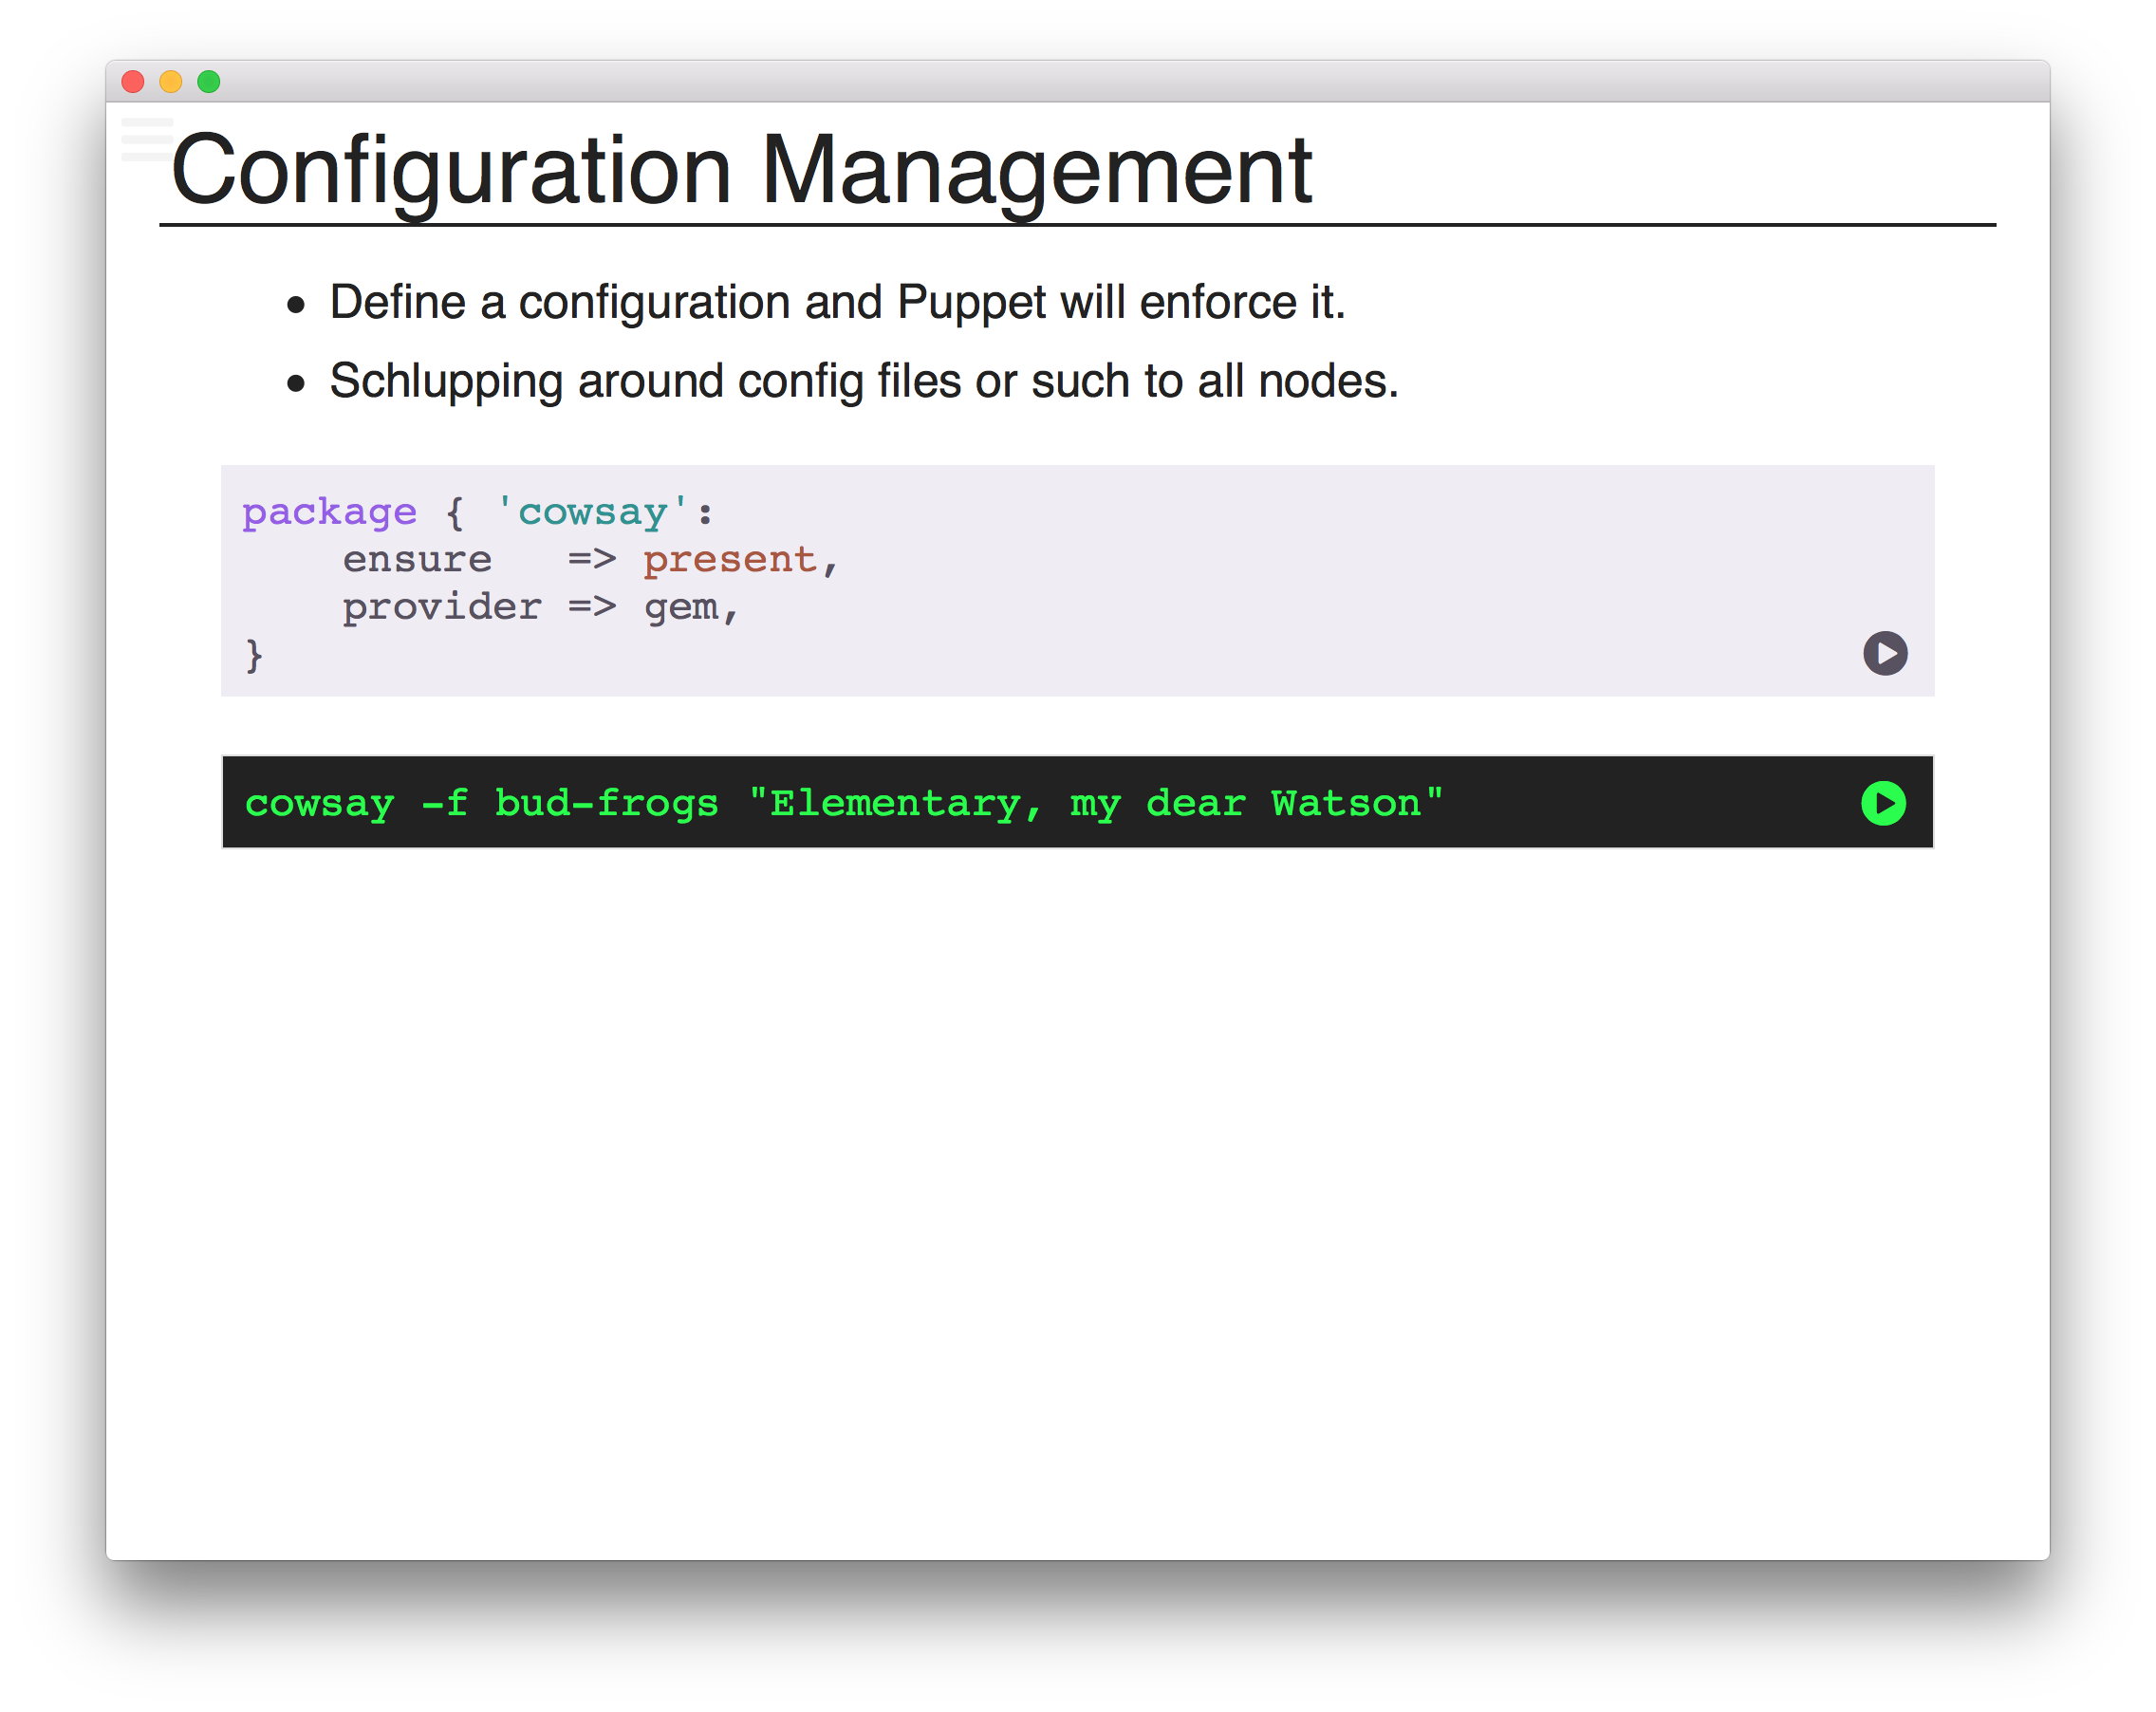 Configuration Management
• Define a configuration and Puppet will enforce it.
• Schlupping around config files or such to all nodes.
package { 'cowsay':
    ensure   => present,
    provider => gem,
}
cowsay -f bud-frogs "Elementary, my dear Watson"